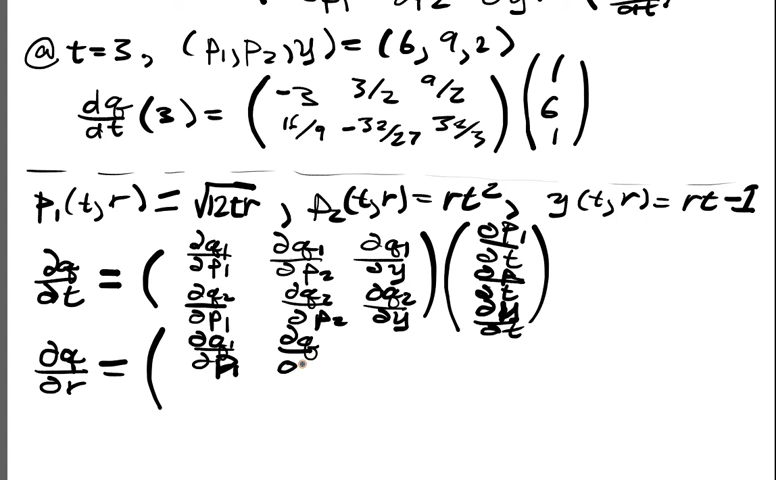 @ t=3, (p₁,p₂,y)=(6,9,2)
dq/dt (3) = ( -3 3/2 9/2 ) ( 1
16/9 -32/27 32/3 ) 6
1 )
p₁(t,r)=√12tr, p₂(t,r)=rt², y(t,r)=rt-1
∂q/∂t = ( ∂q₁/∂p₁ ∂q₁/∂p₂ ∂q₁/∂y ) ( ∂p₁/∂t
∂q₂/∂p₁ ∂q₂/∂p₂ ∂q₂/∂y ) ∂p/∂t
∂y/∂t )
∂q/∂r = ( ∂q₁/∂p₁ ∂q/∂